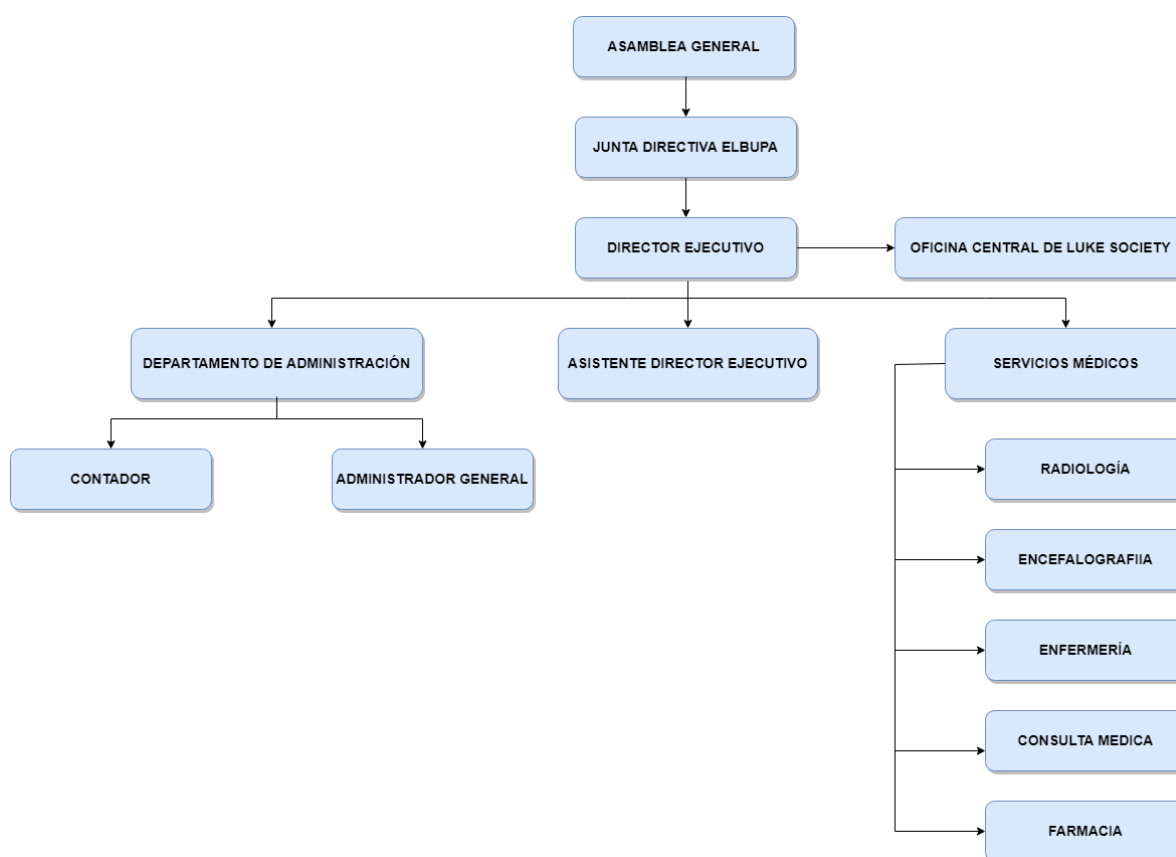 ASAMBLEA GENERAL
JUNTA DIRECTIVA ELBUPA
DIRECTOR EJECUTIVO
OFICINA CENTRAL DE LUKE SOCIETY
DEPARTAMENTO DE ADMINISTRACIÓN
ASISTENTE DIRECTOR EJECUTIVO
SERVICIOS MÉDICOS
CONTADOR
ADMINISTRADOR GENERAL
RADIOLOGÍA
ENCEFALOGRAFIIA
ENFERMERÍA
CONSULTA MEDICA
FARMACIA